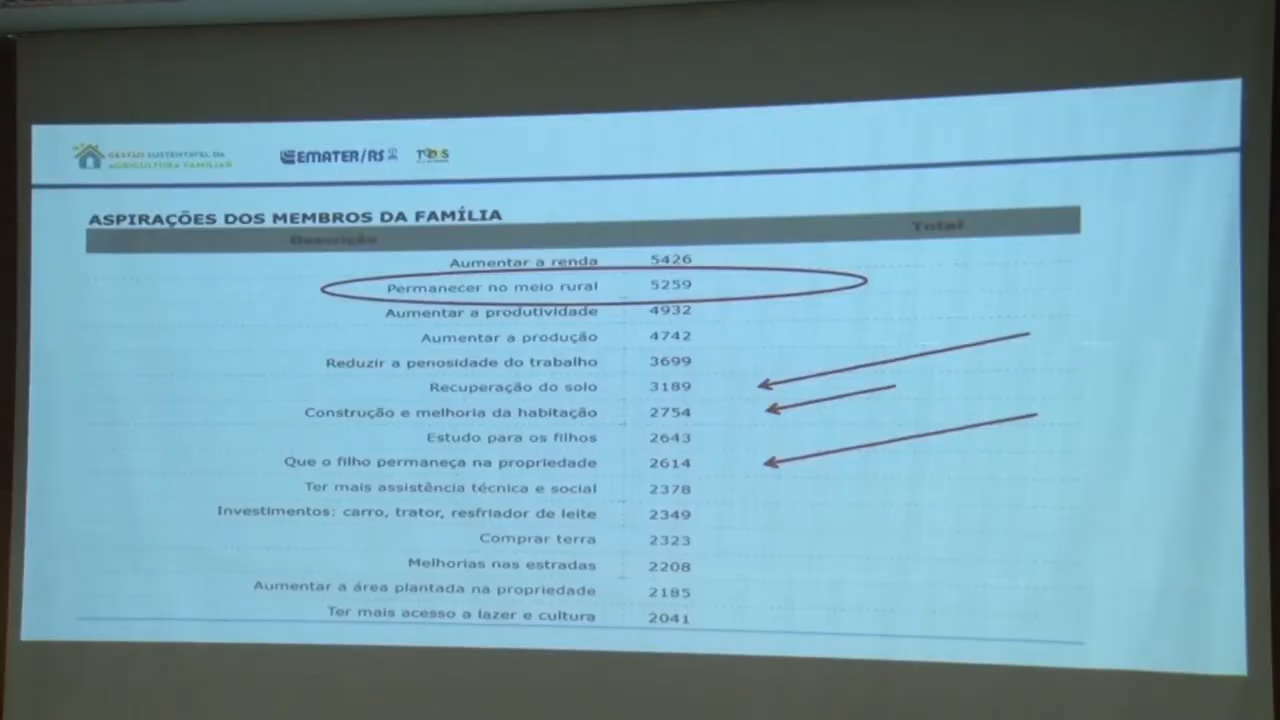 GESTÃO SUSTENTÁVEL DA
AGRICULTURA FAMILIAR
EMATER/RS
ASPIRAÇÕES DOS MEMBROS DA FAMÍLIA
Descrição Total
Aumentar a renda 5426
Permanecer no meio rural 5259
Aumentar a produtividade 4932
Aumentar a produção 4742
Reduzir a penosidade do trabalho 3699
Recuperação do solo 3189
Construção e melhoria da habitação 2754
Estudo para os filhos 2643
Que o filho permaneça na propriedade 2614
Ter mais assistência técnica e social 2378
Investimentos: carro, trator, resfriador de leite 2349
Comprar terra 2323
Melhorias nas estradas 2208
Aumentar a área plantada na propriedade 2185
Ter mais acesso a lazer e cultura 2041